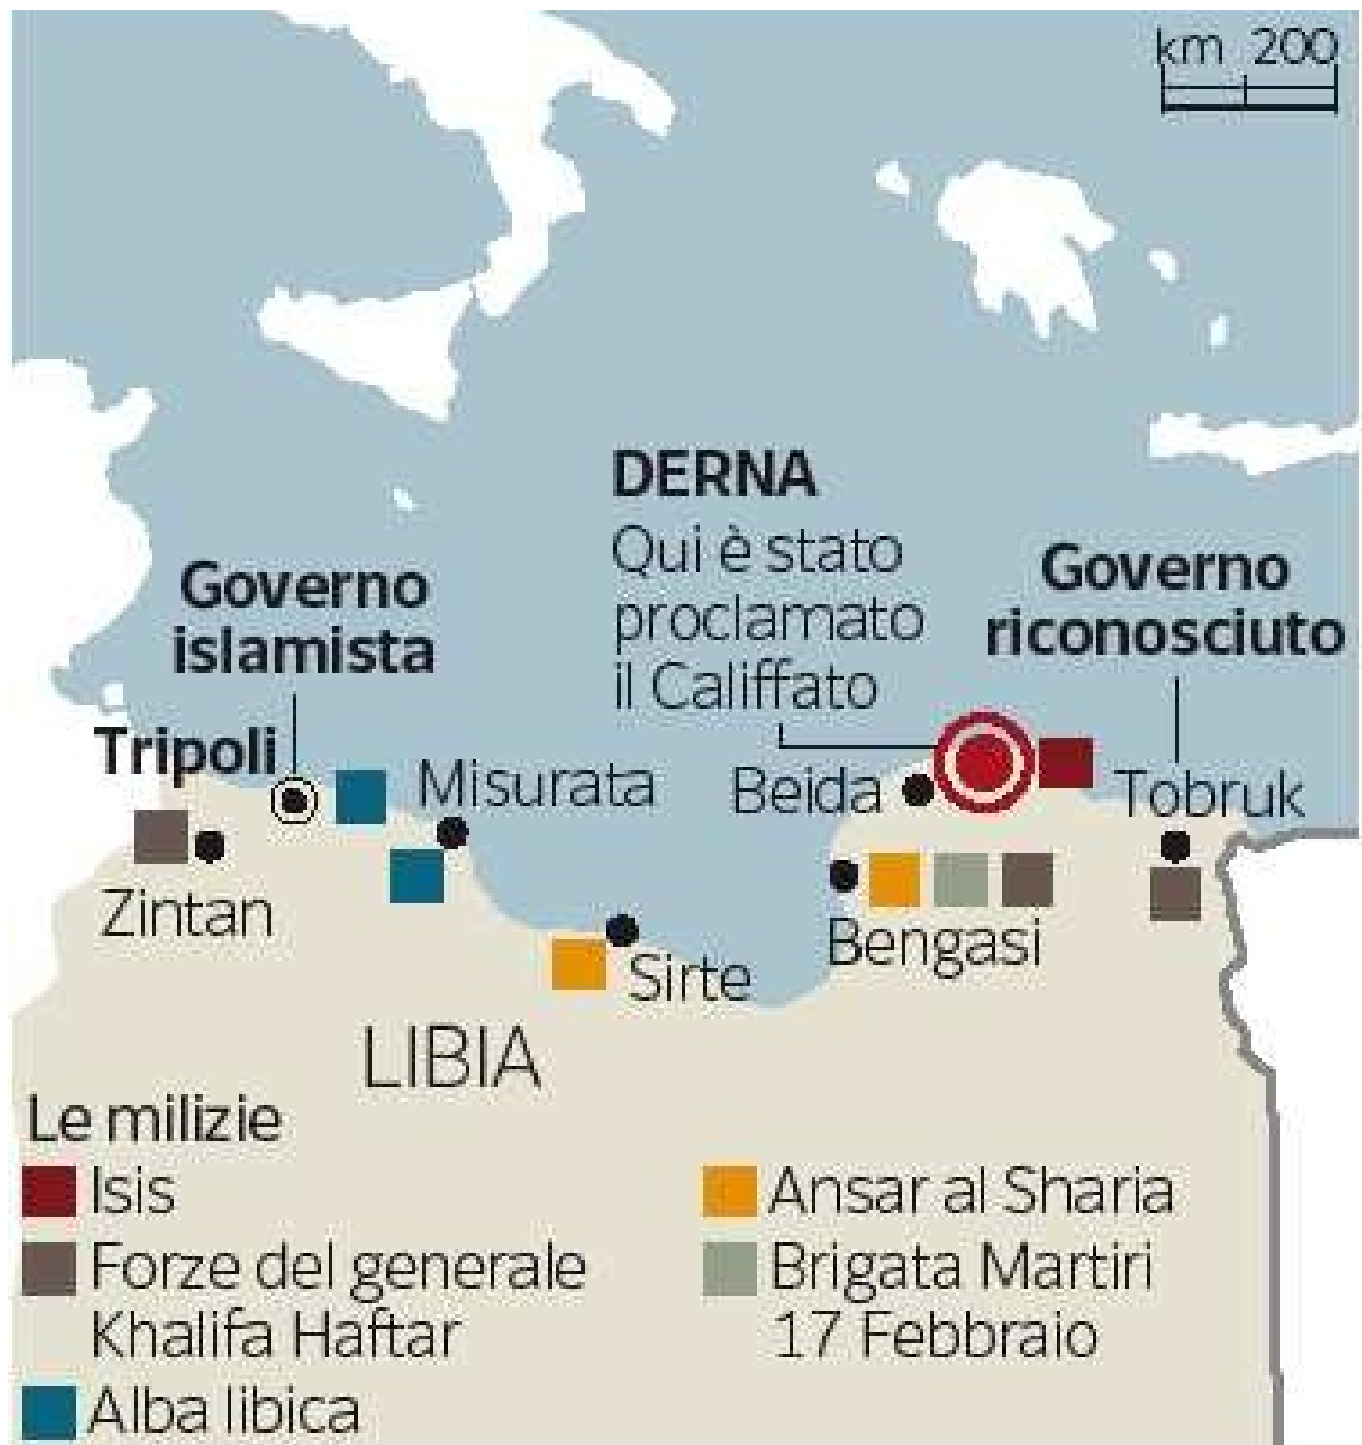 km 200
DERNA
Qui è stato
proclamato
il Califfato
Governo
islamista
Governo
riconosciuto
Tripoli
Misurata
Beida
Tobruk
Zintan
Bengasi
Sirte
LIBIA
Le milizie
Isis
Forze del generale
Khalifa Haftar
Alba libica
Ansar al Sharia
Brigata Martiri
17 Febbraio